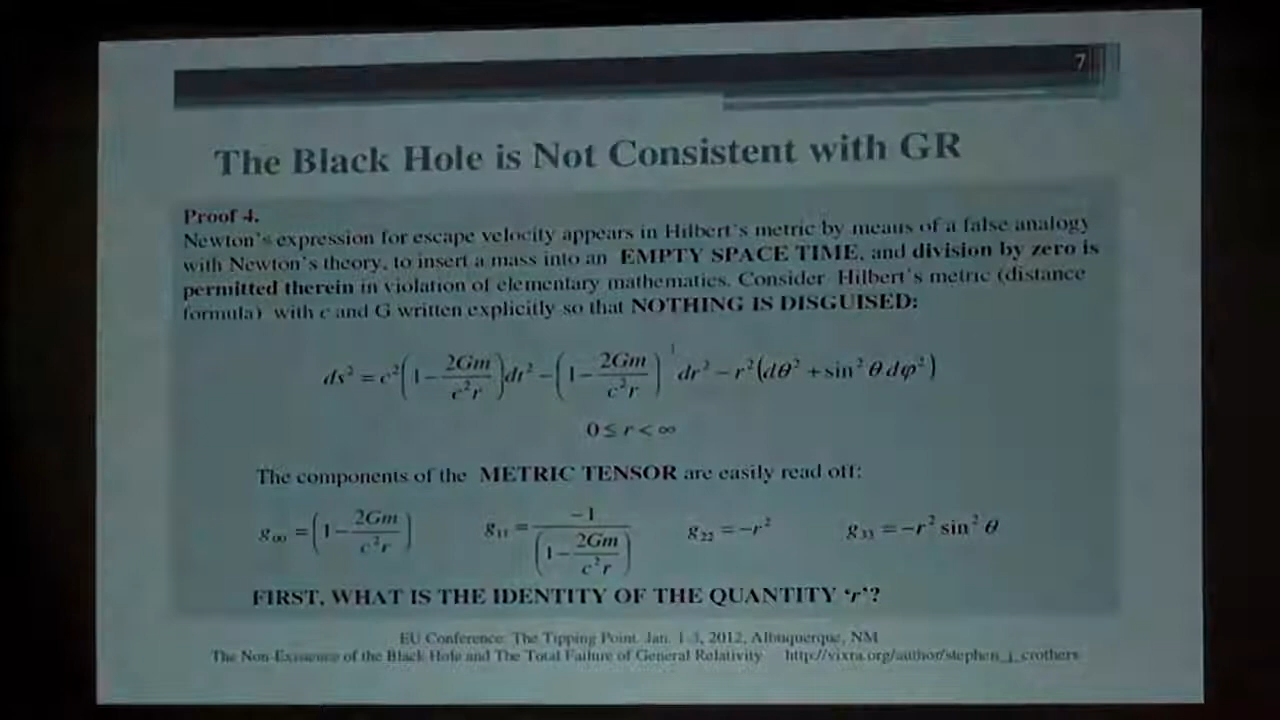 7
The Black Hole is Not Consistent with GR
Proof 4.
Newton's expression for escape velocity appears in Hilbert's metric by means of a false analogy
with Newton's theory, to insert a mass into an EMPTY SPACE TIME, and division by zero is
permitted therein in violation of elementary mathematics. Consider Hilbert's metric (distance
formula) with c and G written explicitly so that NOTHING IS DISGUISED:
ds² = c²(1 − 2Gm/c²r)dt² − (1 − 2Gm/c²r)⁻¹ dr² − r²(dθ² + sin² θ dφ²)
0 ≤ r < ∞
The components of the METRIC TENSOR are easily read off:
g₀₀ = (1 − 2Gm/c²r) g₁₁ = −1/(1 − 2Gm/c²r) g₂₂ = −r² g₃₃ = −r² sin² θ
FIRST, WHAT IS THE IDENTITY OF THE QUANTITY 'r'?
EU Conference: The Tipping Point, Jan. 1-3, 2012, Albuquerque, NM
The Non-Existence of the Black Hole and The Total Failure of General Relativity http://vixra.org/author/stephen_j_crothers